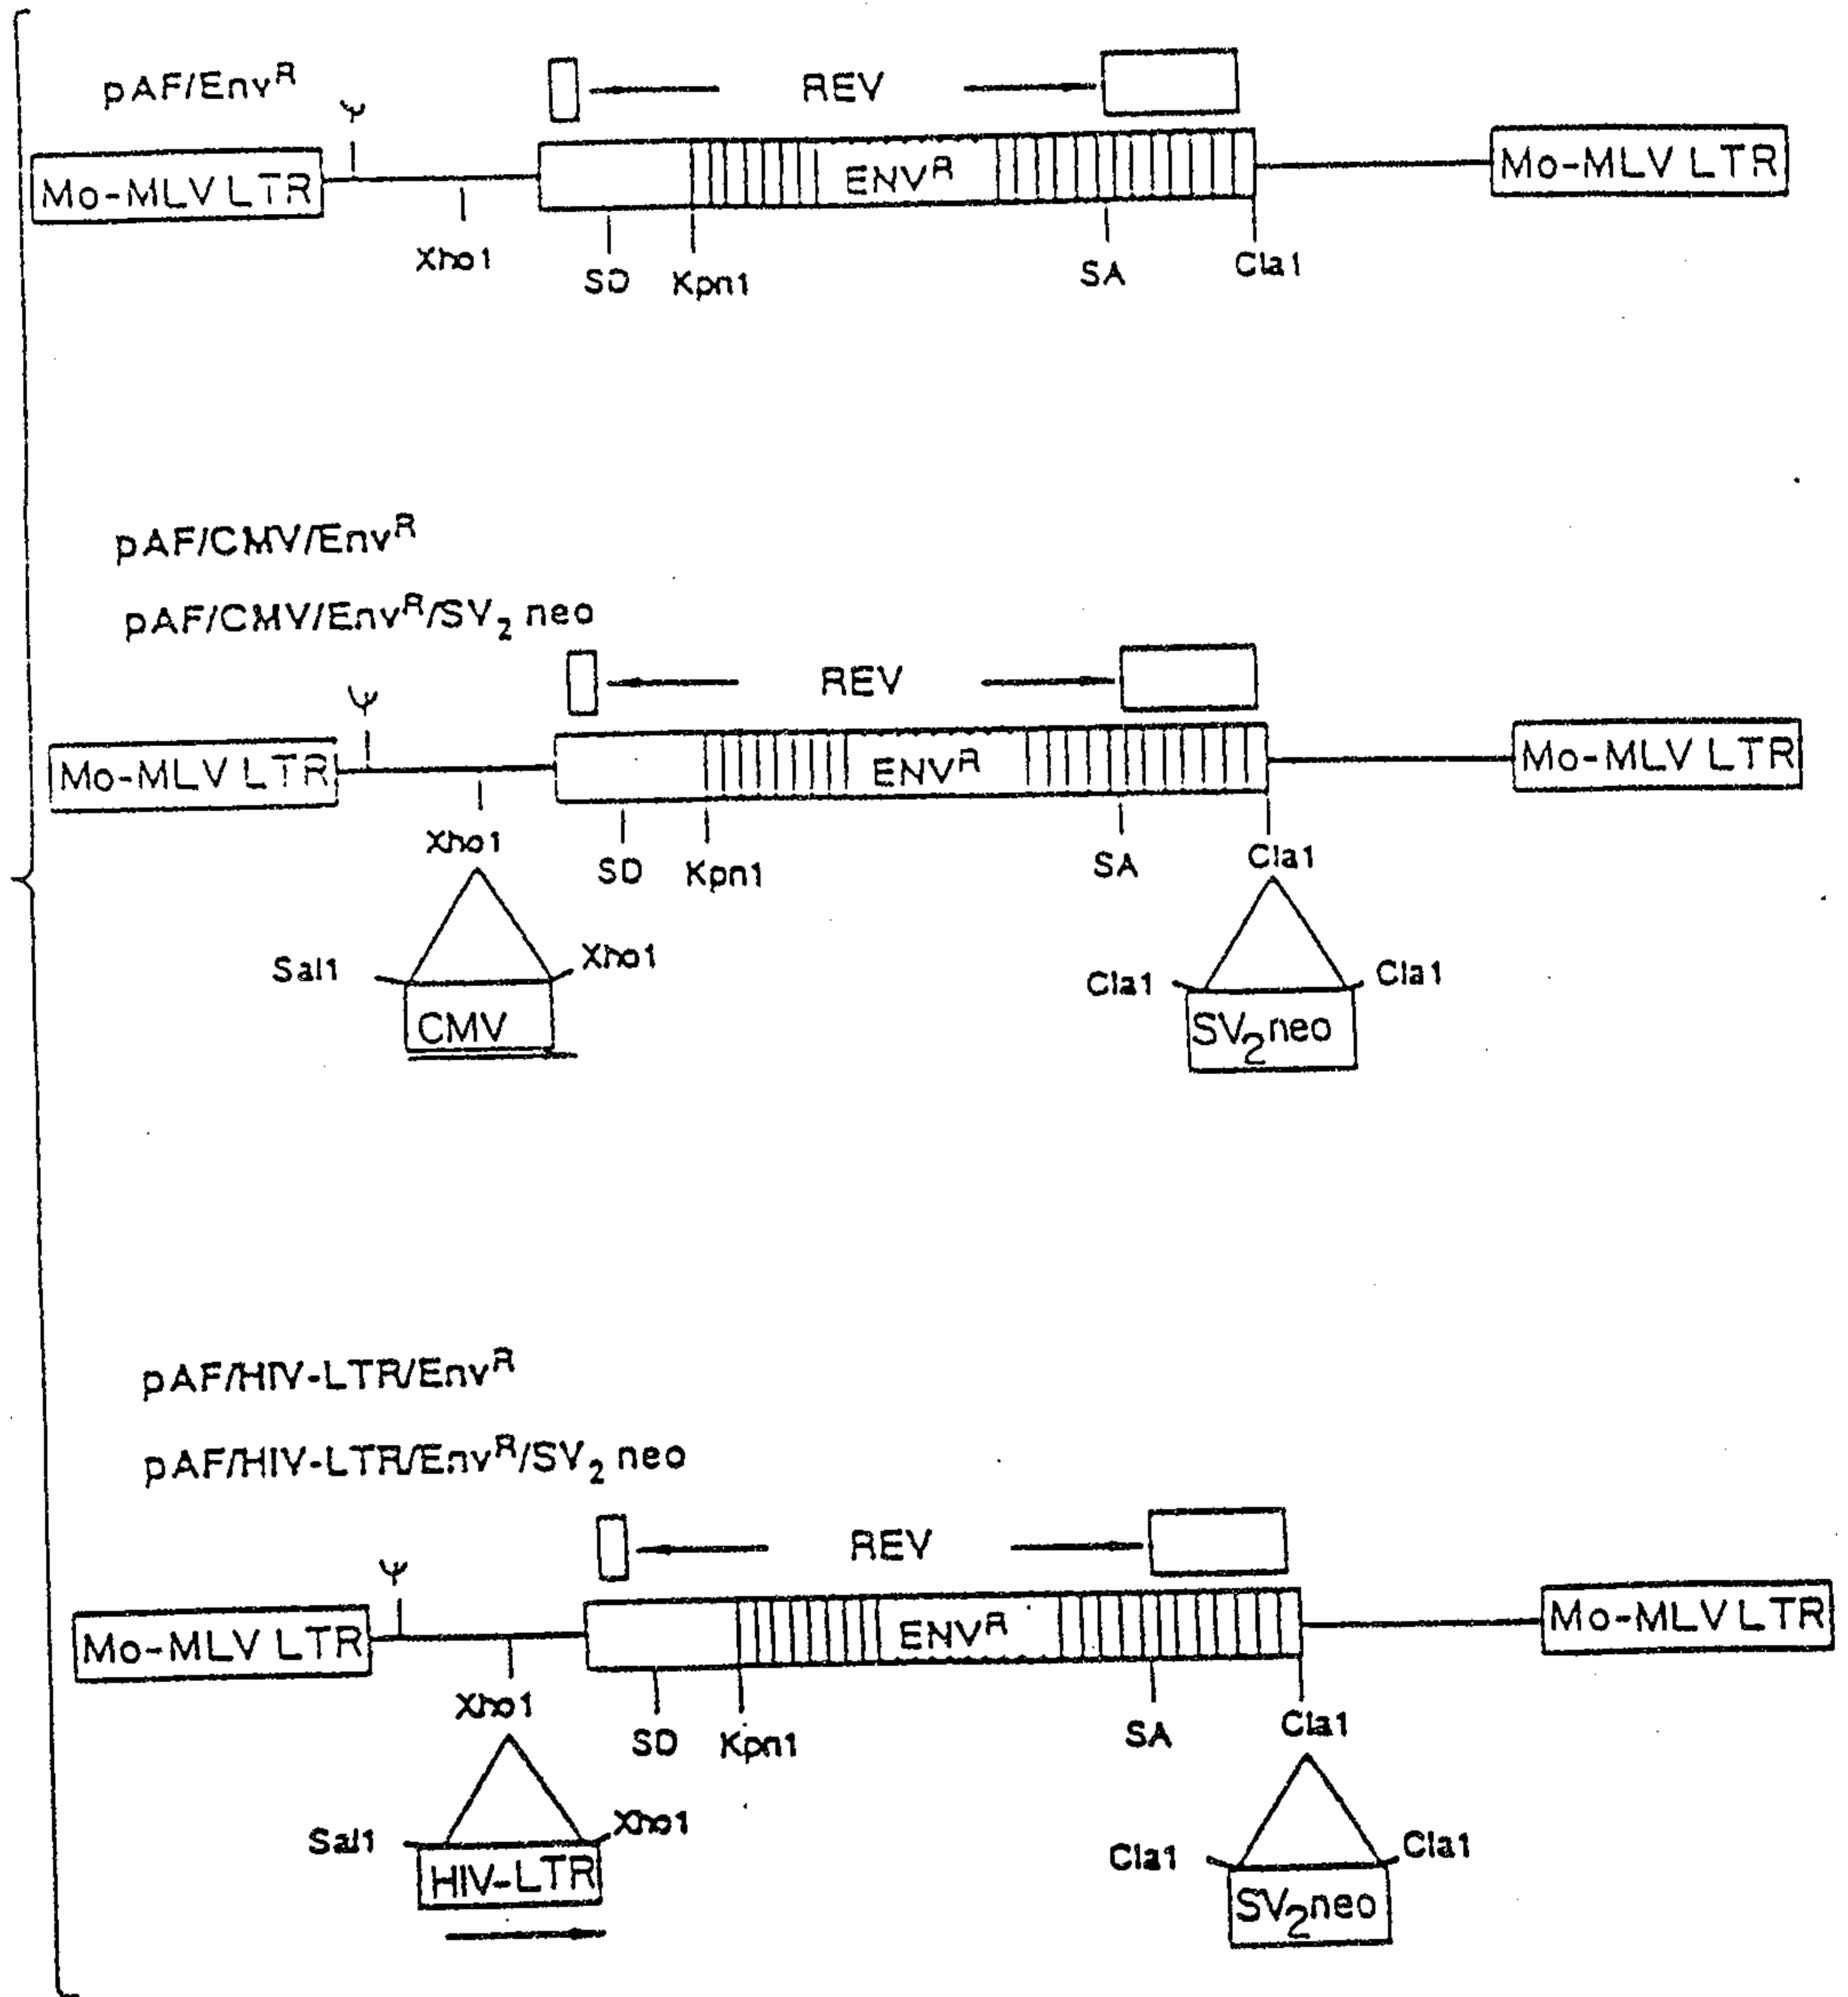 pAF/Env^R
Ψ
REV
Mo-MLV LTR
ENV^R
Mo-MLV LTR
Xho1
SD
Kpn1
SA
Cla1
pAF/CMV/Env^R
pAF/CMV/Env^R/SV₂ neo
REV
Ψ
Mo-MLV LTR
ENV^R
Mo-MLV LTR
Xho1
SD
Kpn1
SA
Cla1
Sal1
Xho1
Cla1
Cla1
CMV
SV₂neo
pAF/HIV-LTR/Env^R
pAF/HIV-LTR/Env^R/SV₂ neo
REV
Ψ
Mo-MLV LTR
ENV^R
Mo-MLV LTR
Xho1
SD
Kpn1
SA
Cla1
Sal1
Xho1
Cla1
Cla1
HIV-LTR
SV₂neo